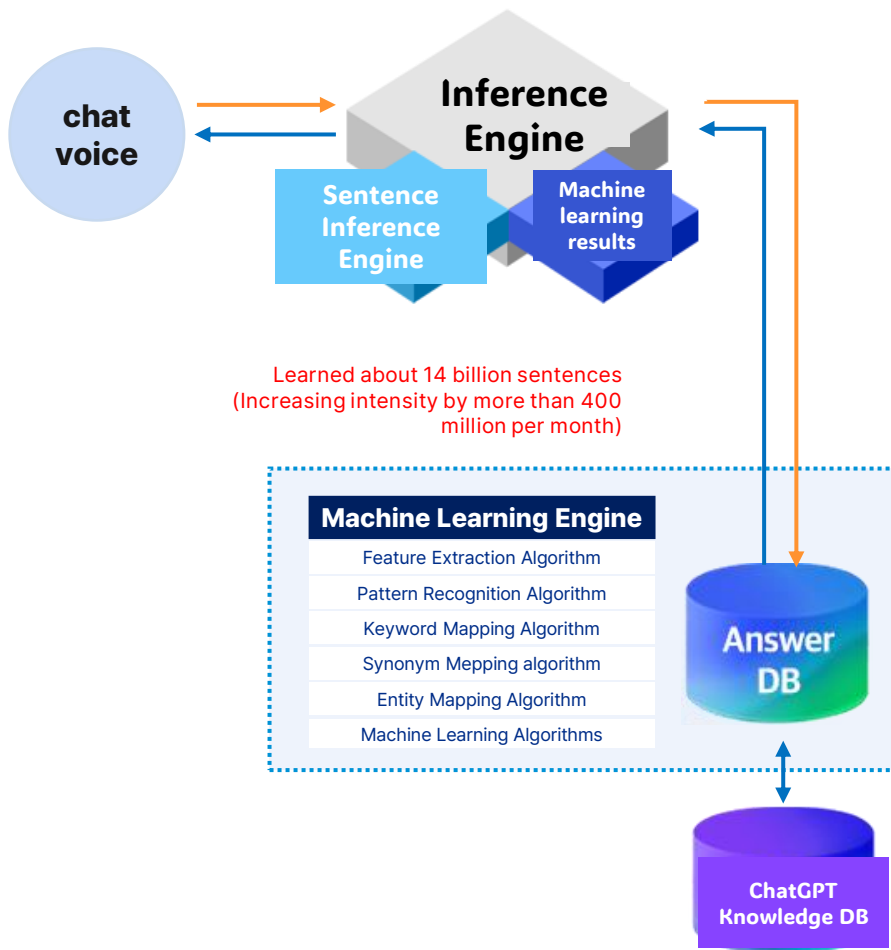 chat
voice
Inference
Engine
Sentence
Inference
Engine
Machine
learning
results
Learned about 14 billion sentences
(Increasing intensity by more than 400
million per month)
Machine Learning Engine
Feature Extraction Algorithm
Pattern Recognition Algorithm
Keyword Mapping Algorithm
Synonym Mepping algorithm
Entity Mapping Algorithm
Machine Learning Algorithms
Answer
DB
ChatGPT
Knowledge DB